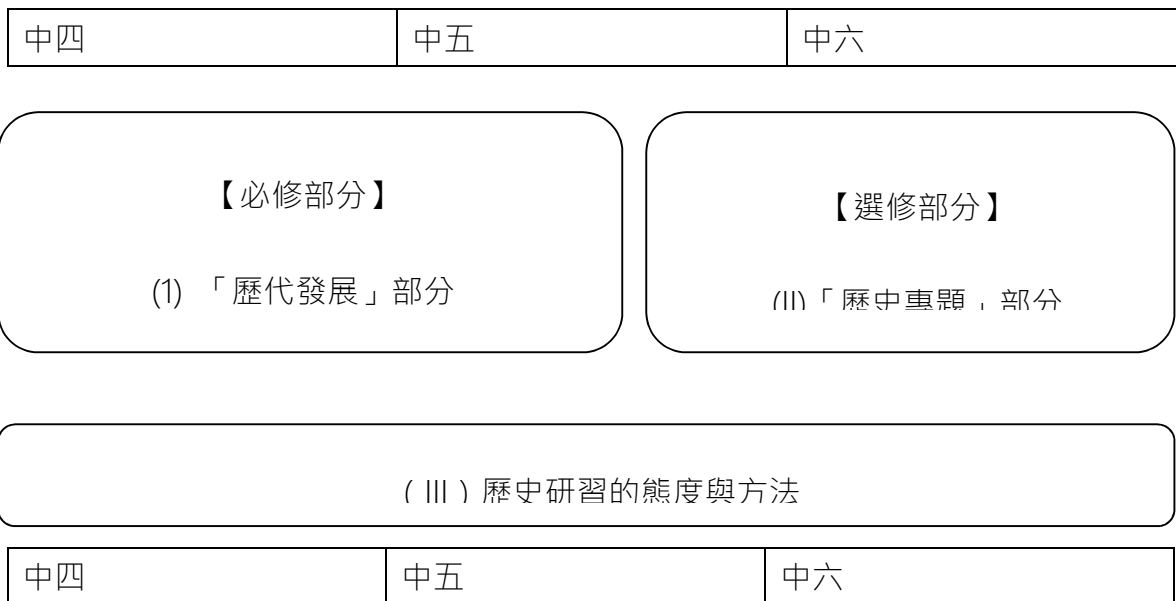 中四 中五 中六
【必修部分】
(1) 「歷代發展」部分
【選修部分】
(II)「歷史專題」部分
( III ) 歷史研習的態度與方法
中四 中五 中六